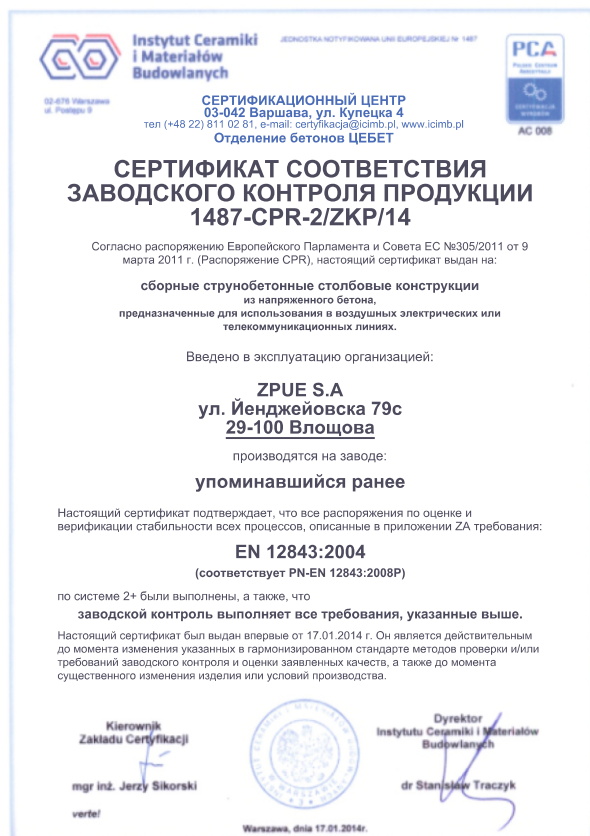 Instytut Ceramiki
i Materiałów
Budowlanych
JEDNOSTKA NOTYFIKOWANA UNII EUROPEJSKIEJ Nr 1487
PCA
POLSKIE CENTRUM
AKREDYTACJI
CERTYFIKACJA
WYROBÓW
AC 008
02-676 Warszawa
ul. Postępu 9
СЕРТИФИКАЦИОННЫЙ ЦЕНТР
03-042 Варшава, ул. Купецка 4
тел (+48 22) 811 02 81, e-mail: certyfikacja@icimb.pl, www.icimb.pl
Отделение бетонов ЦЕБЕТ
СЕРТИФИКАТ СООТВЕТСТВИЯ
ЗАВОДСКОГО КОНТРОЛЯ ПРОДУКЦИИ
1487-CPR-2/ZKP/14
Согласно распоряжению Европейского Парламента и Совета ЕС №305/2011 от 9
марта 2011 г. (Распоряжение CPR), настоящий сертификат выдан на:
сборные струнобетонные столбовые конструкции
из напряженного бетона,
предназначенные для использования в воздушных электрических или
телекоммуникационных линиях.
Введено в эксплуатацию организацией:
ZPUE S.A
ул. Йенджейовска 79с
29-100 Влощова
производятся на заводе:
упоминавшийся ранее
Настоящий сертификат подтверждает, что все распоряжения по оценке и
верификации стабильности всех процессов, описанные в приложении ZA требования:
EN 12843:2004
(соответствует PN-EN 12843:2008P)
по системе 2+ были выполнены, а также, что
заводской контроль выполняет все требования, указанные выше.
Настоящий сертификат был выдан впервые от 17.01.2014 г. Он является действительным
до момента изменения указанных в гармонизированном стандарте методов проверки и/или
требований заводского контроля и оценки заявленных качеств, а также до момента
существенного изменения изделия или условий производства.
Kierownik
Zakładu Certyfikacji
mgr inż. Jerzy Sikorski
verte!
Dyrektor
Instytutu Ceramiki i Materiałów
Budowlanych
dr Stanisław Traczyk
Warszawa, dnia 17.01.2014r.